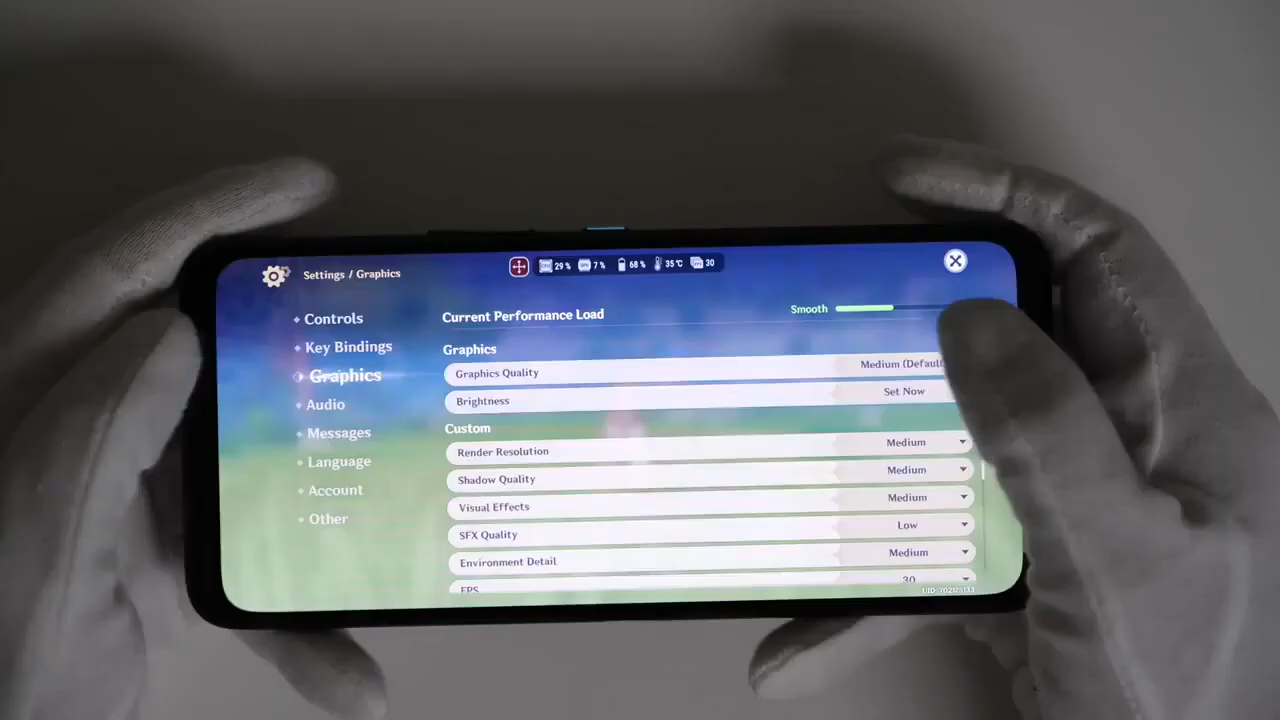 Settings / Graphics
29 % 7 % 68 % 35°C 30
Controls
Key Bindings
Graphics
Audio
Messages
Language
Account
Other
Current Performance Load
Smooth
Graphics
Graphics Quality
Medium (Default
Brightness
Set Now
Custom
Render Resolution
Medium
Shadow Quality
Medium
Visual Effects
Medium
SFX Quality
Low
Environment Detail
Medium
FPS
30